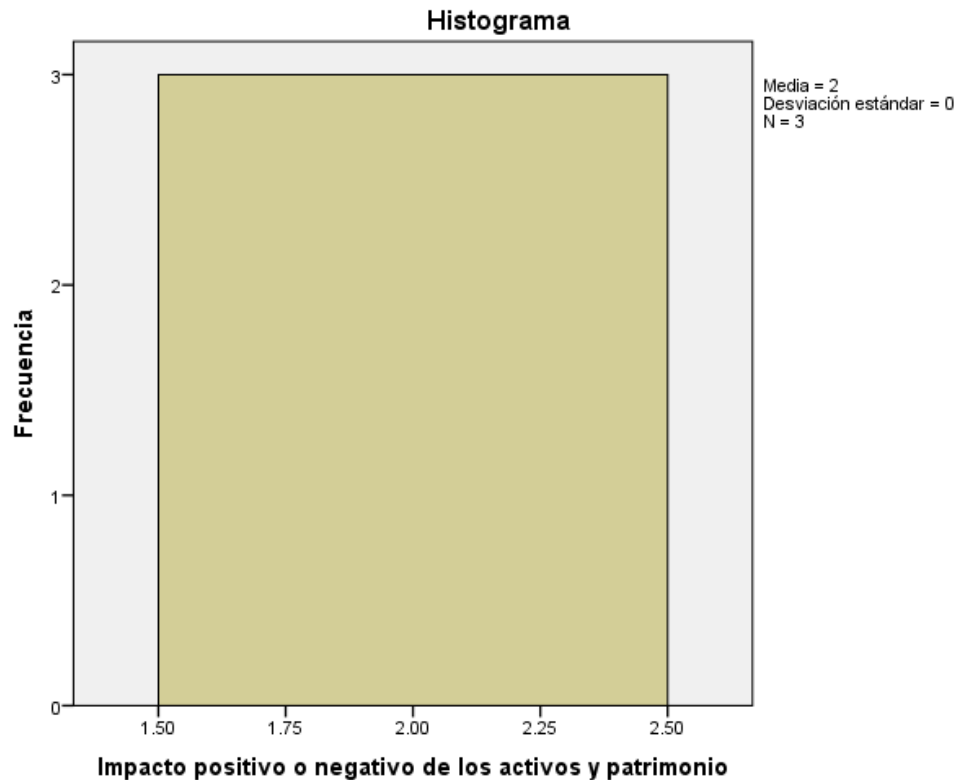 Histograma
Media = 2
Desviación estándar = 0
N = 3
Frecuencia
3
2
1
0
1.50 1.75 2.00 2.25 2.50
Impacto positivo o negativo de los activos y patrimonio